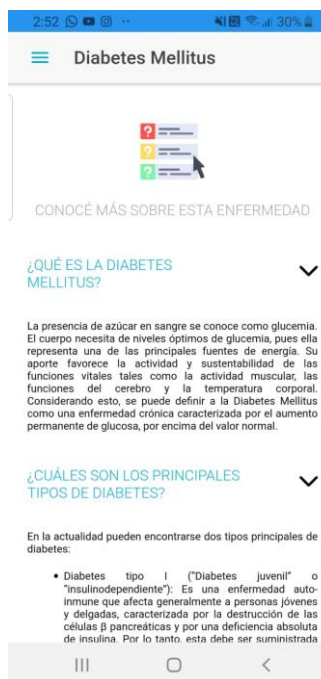 2:52 30%
Diabetes Mellitus
?
?
?
CONOCÉ MÁS SOBRE ESTA ENFERMEDAD
¿QUÉ ES LA DIABETES
MELLITUS?
La presencia de azúcar en sangre se conoce como glucemia.
El cuerpo necesita de niveles óptimos de glucemia, pues ella
representa una de las principales fuentes de energía. Su
aporte favorece la actividad y sustentabilidad de las
funciones vitales tales como la actividad muscular, las
funciones del cerebro y la temperatura corporal.
Considerando esto, se puede definir a la Diabetes Mellitus
como una enfermedad crónica caracterizada por el aumento
permanente de glucosa, por encima del valor normal.
¿CUÁLES SON LOS PRINCIPALES
TIPOS DE DIABETES?
En la actualidad pueden encontrarse dos tipos principales de
diabetes:
• Diabetes tipo I ("Diabetes juvenil" o
"insulinodependiente"): Es una enfermedad auto-
inmune que afecta generalmente a personas jóvenes
y delgadas, caracterizada por la destrucción de las
células β pancreáticas y por una deficiencia absoluta
de insulina. Por lo tanto, esta debe ser suministrada